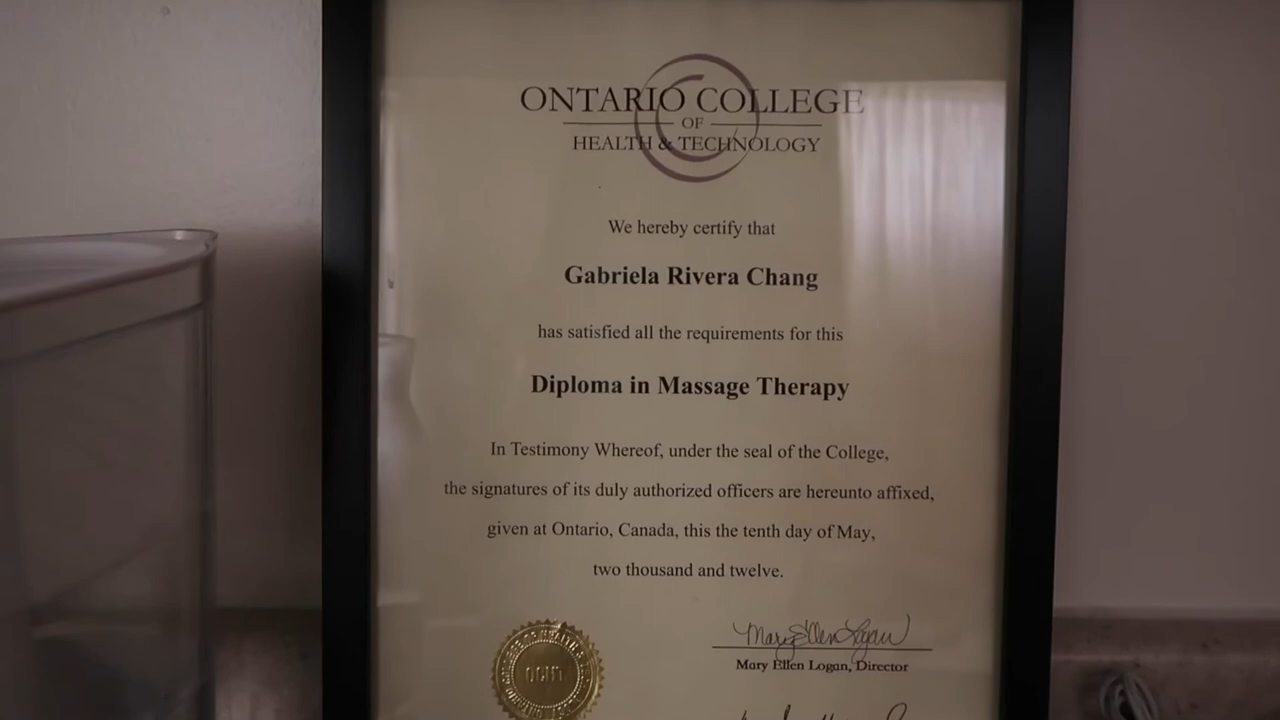 ONTARIO COLLEGE
OF
HEALTH & TECHNOLOGY
We hereby certify that
Gabriela Rivera Chang
has satisfied all the requirements for this
Diploma in Massage Therapy
In Testimony Whereof, under the seal of the College,
the signatures of its duly authorized officers are hereunto affixed,
given at Ontario, Canada, this the tenth day of May,
two thousand and twelve.
Mary Ellen Logan
Mary Ellen Logan, Director
OCHT